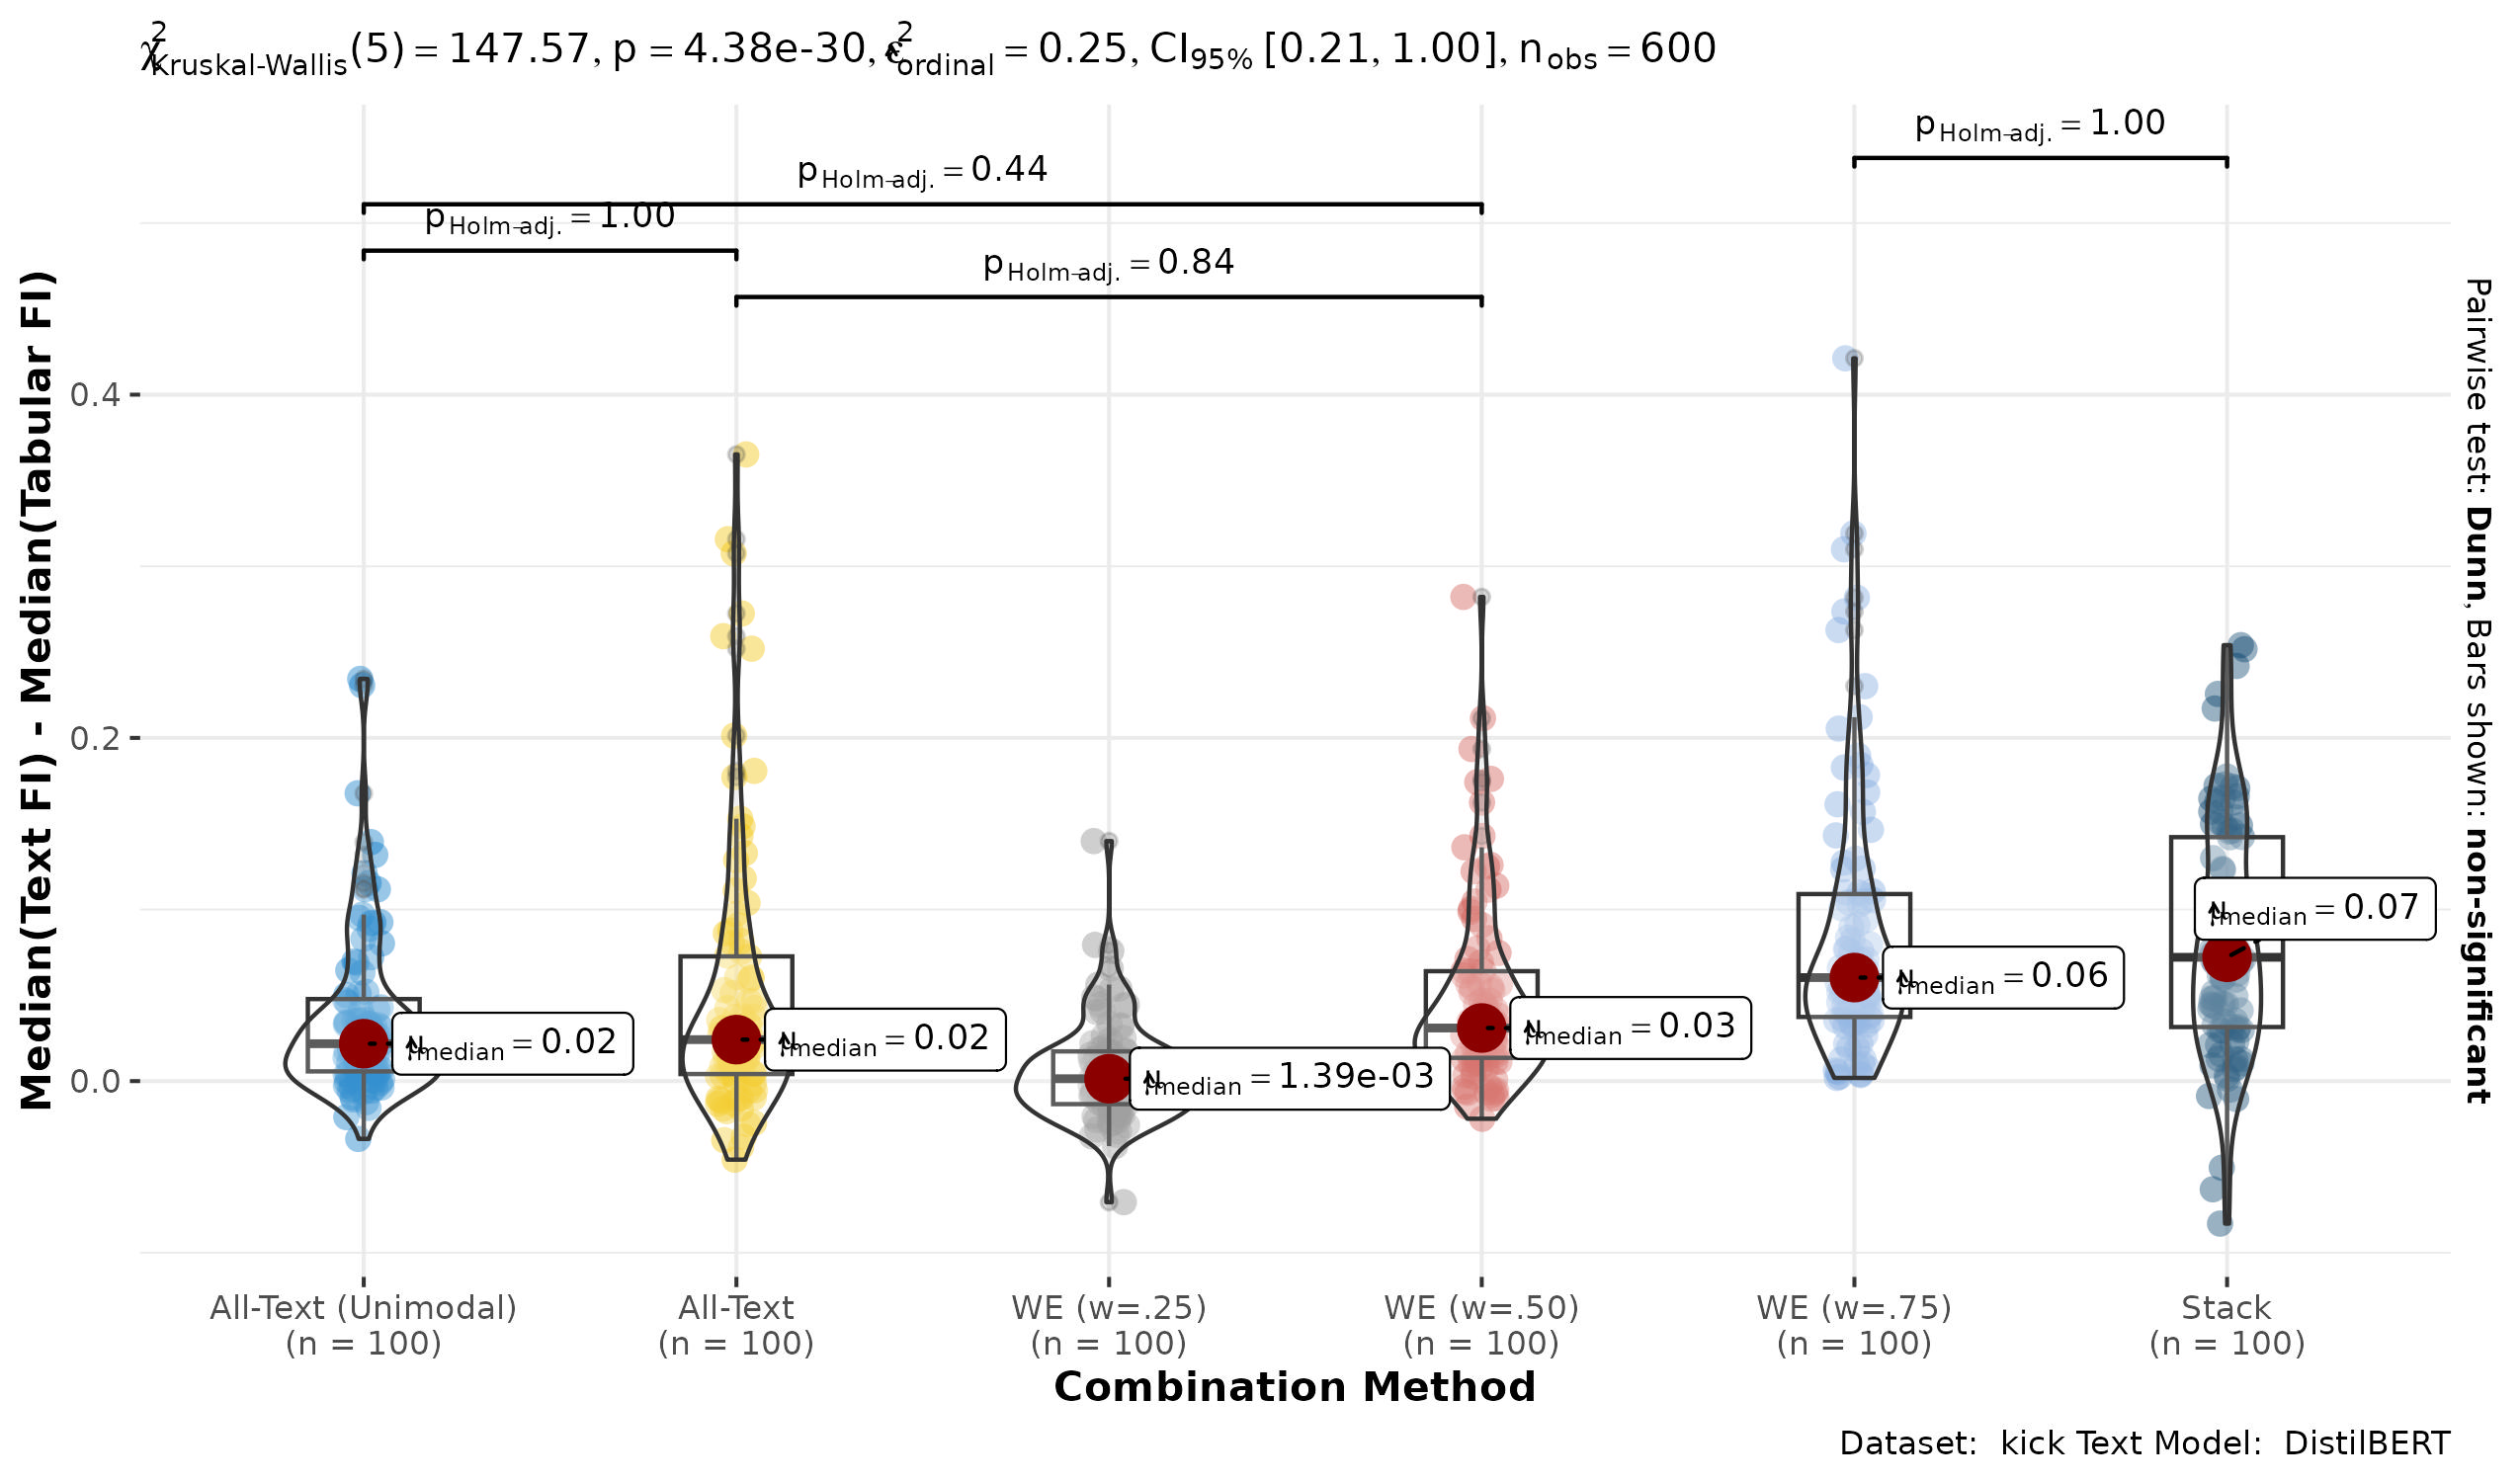 χ²Kruskal-Wallis(5) = 147.57, p = 4.38e-30, ε²ordinal = 0.25, CI95% [0.21, 1.00], nobs = 600
pHolm-adj. = 1.00
pHolm-adj. = 0.44
pHolm-adj. = 1.00
pHolm-adj. = 0.84
Median(Text FI) - Median(Tabular FI)
0.4
0.2
0.0
μ̂median = 0.02
μ̂median = 0.02
μ̂median = 1.39e-03
μ̂median = 0.03
μ̂median = 0.06
μ̂median = 0.07
Pairwise test: Dunn, Bars shown: non-significant
All-Text (Unimodal)
(n = 100)
All-Text
(n = 100)
WE (w=.25)
(n = 100)
WE (w=.50)
(n = 100)
WE (w=.75)
(n = 100)
Stack
(n = 100)
Combination Method
Dataset:  kick Text Model:  DistilBERT